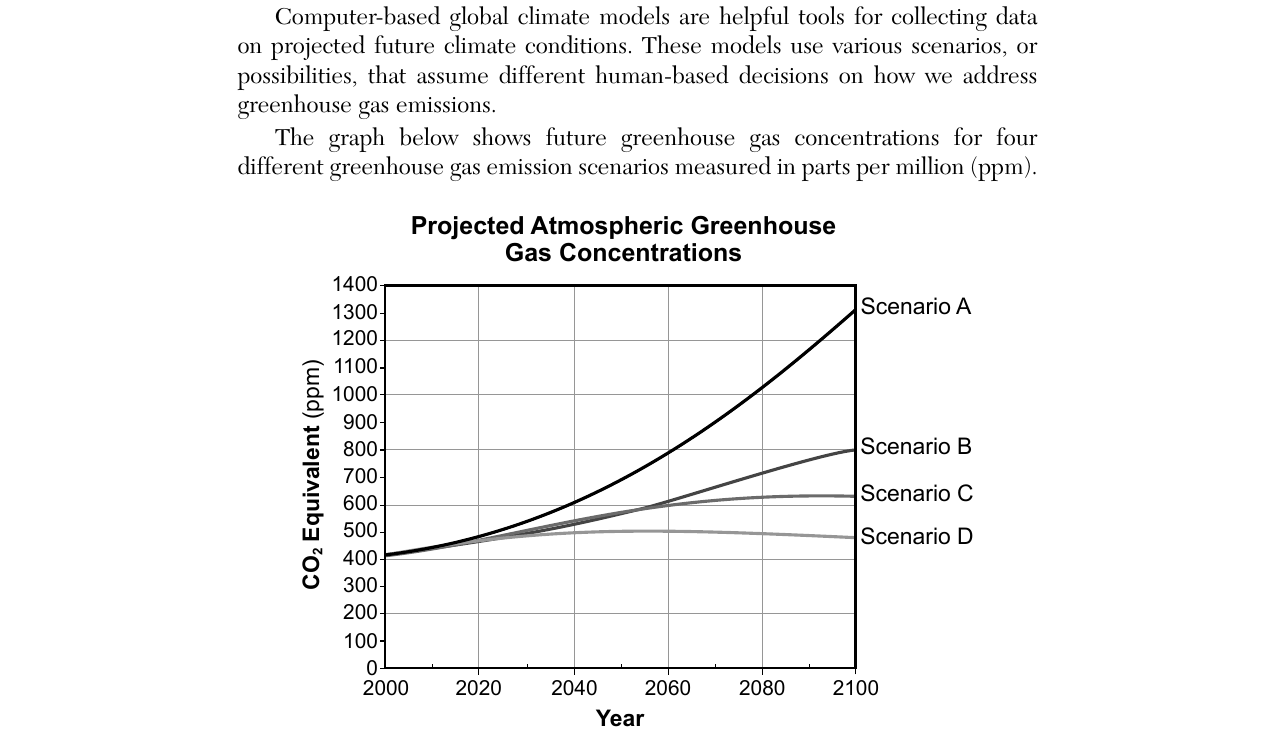 Computer-based global climate models are helpful tools for collecting data
on projected future climate conditions. These models use various scenarios, or
possibilities, that assume different human-based decisions on how we address
greenhouse gas emissions.
The graph below shows future greenhouse gas concentrations for four
different greenhouse gas emission scenarios measured in parts per million (ppm).
Projected Atmospheric Greenhouse
Gas Concentrations
CO₂ Equivalent (ppm)
1400
1300
1200
1100
1000
900
800
700
600
500
400
300
200
100
0
Scenario A
Scenario B
Scenario C
Scenario D
2000 2020 2040 2060 2080 2100
Year